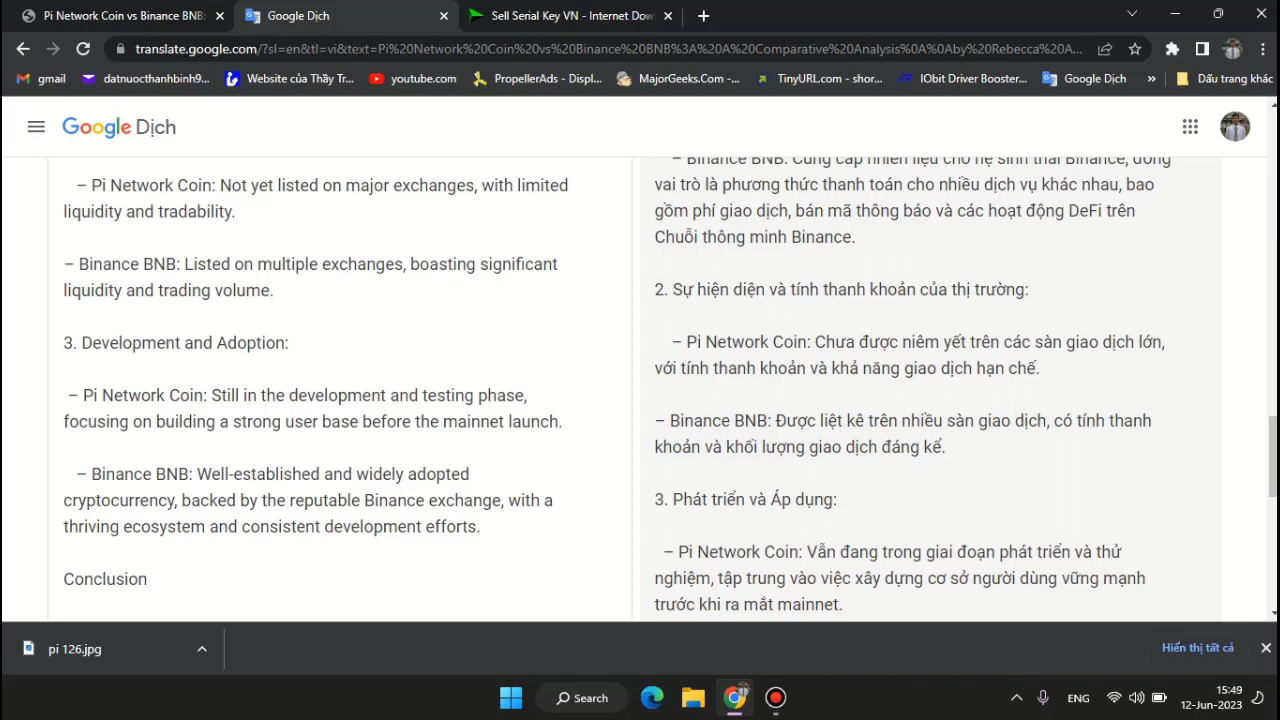 Pi Network Coin vs Binance BNB:
Google Dịch
Sell Serial Key VN - Internet Dow
translate.google.com/?sl=en&tl=vi&text=Pi%20Network%20Coin%20vs%20Binance%20BNB%3A%20A%20Comparative%20Analysis%0A%0Aby%20Rebecca%20A...
gmail
datnuocthanhbinh9...
Website của Thầy Tr...
youtube.com
PropellerAds - Displ...
MajorGeeks.Com -...
TinyURL.com - shor...
IObit Driver Booster...
Google Dịch
»
Dấu trang khác
Google Dịch
– Pi Network Coin: Not yet listed on major exchanges, with limited
liquidity and tradability.
– Binance BNB: Listed on multiple exchanges, boasting significant
liquidity and trading volume.
3. Development and Adoption:
– Pi Network Coin: Still in the development and testing phase,
focusing on building a strong user base before the mainnet launch.
– Binance BNB: Well-established and widely adopted
cryptocurrency, backed by the reputable Binance exchange, with a
thriving ecosystem and consistent development efforts.
Conclusion
– Binance BNB: Cung cấp nhiên liệu cho hệ sinh thái Binance, đóng
vai trò là phương thức thanh toán cho nhiều dịch vụ khác nhau, bao
gồm phí giao dịch, bán mã thông báo và các hoạt động DeFi trên
Chuỗi thông minh Binance.
2. Sự hiện diện và tính thanh khoản của thị trường:
– Pi Network Coin: Chưa được niêm yết trên các sàn giao dịch lớn,
với tính thanh khoản và khả năng giao dịch hạn chế.
– Binance BNB: Được liệt kê trên nhiều sàn giao dịch, có tính thanh
khoản và khối lượng giao dịch đáng kể.
3. Phát triển và Áp dụng:
– Pi Network Coin: Vẫn đang trong giai đoạn phát triển và thử
nghiệm, tập trung vào việc xây dựng cơ sở người dùng vững mạnh
trước khi ra mắt mainnet.
pi 126.jpg
Hiển thị tất cả
Search
ENG
15:49
12-Jun-2023